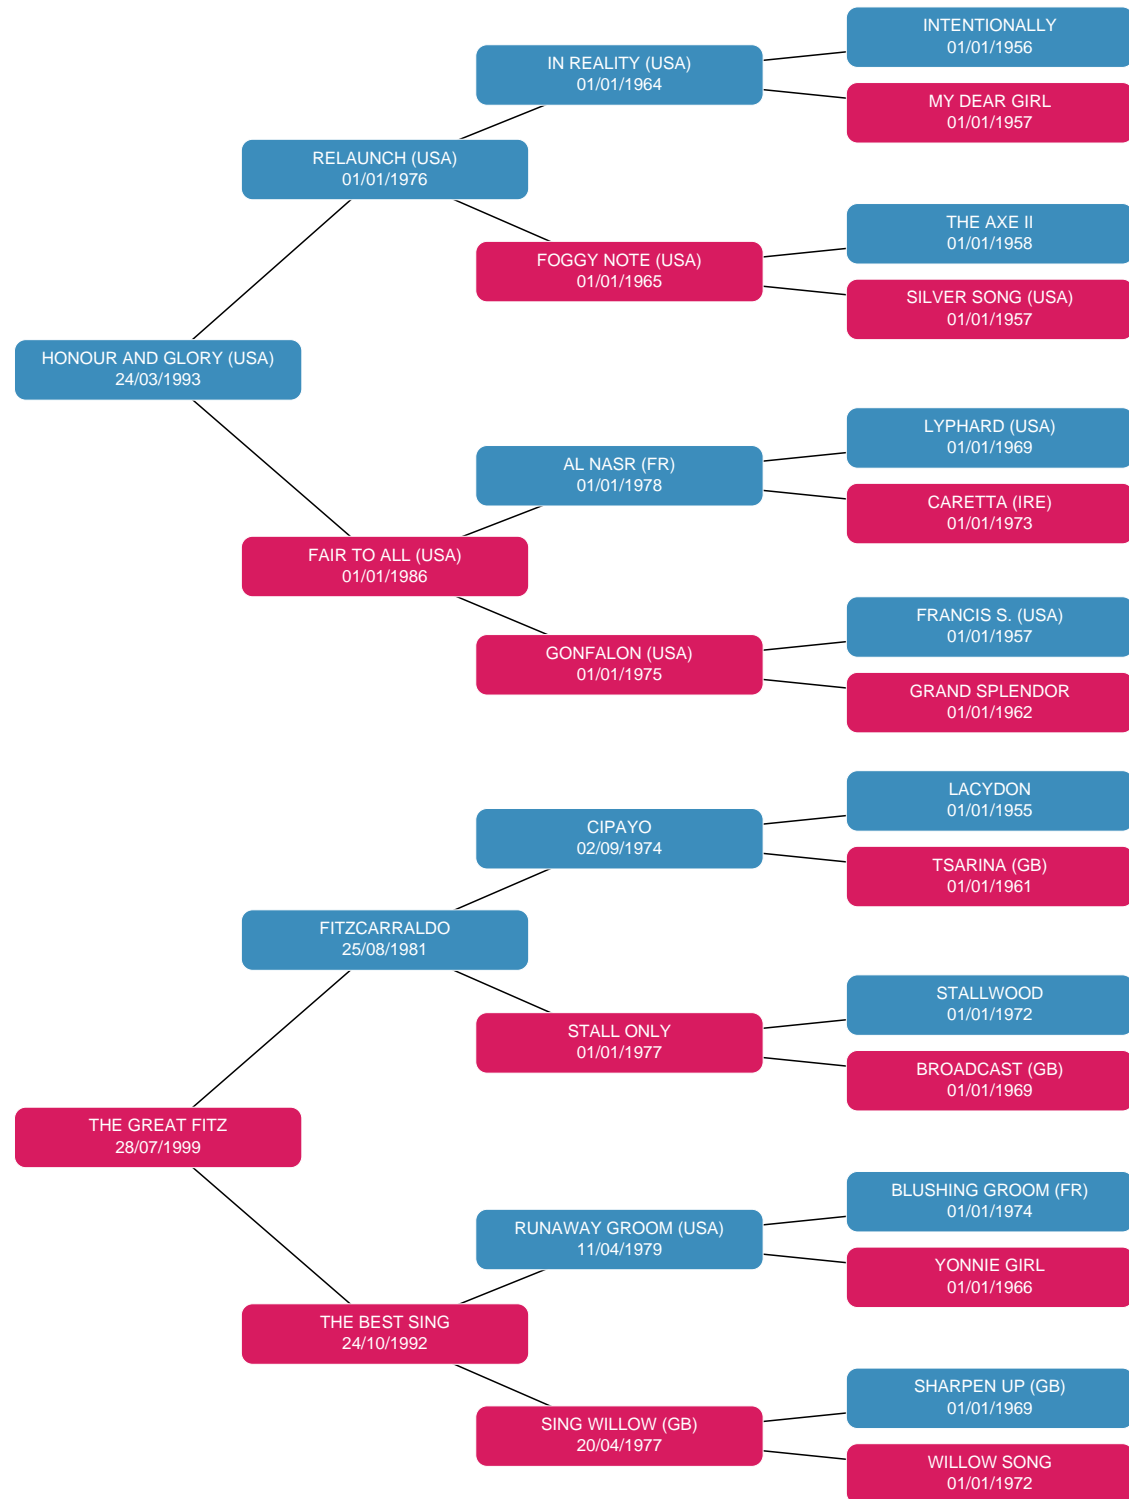 INTENTIONALLY
01/01/1956
IN REALITY (USA)
01/01/1964
MY DEAR GIRL
01/01/1957
RELAUNCH (USA)
01/01/1976
THE AXE II
01/01/1958
FOGGY NOTE (USA)
01/01/1965
SILVER SONG (USA)
01/01/1957
HONOUR AND GLORY (USA)
24/03/1993
LYPHARD (USA)
01/01/1969
AL NASR (FR)
01/01/1978
CARETTA (IRE)
01/01/1973
FAIR TO ALL (USA)
01/01/1986
FRANCIS S. (USA)
01/01/1957
GONFALON (USA)
01/01/1975
GRAND SPLENDOR
01/01/1962
LACYDON
01/01/1955
CIPAYO
02/09/1974
TSARINA (GB)
01/01/1961
FITZCARRALDO
25/08/1981
STALLWOOD
01/01/1972
STALL ONLY
01/01/1977
BROADCAST (GB)
01/01/1969
THE GREAT FITZ
28/07/1999
BLUSHING GROOM (FR)
01/01/1974
RUNAWAY GROOM (USA)
11/04/1979
YONNIE GIRL
01/01/1966
THE BEST SING
24/10/1992
SHARPEN UP (GB)
01/01/1969
SING WILLOW (GB)
20/04/1977
WILLOW SONG
01/01/1972